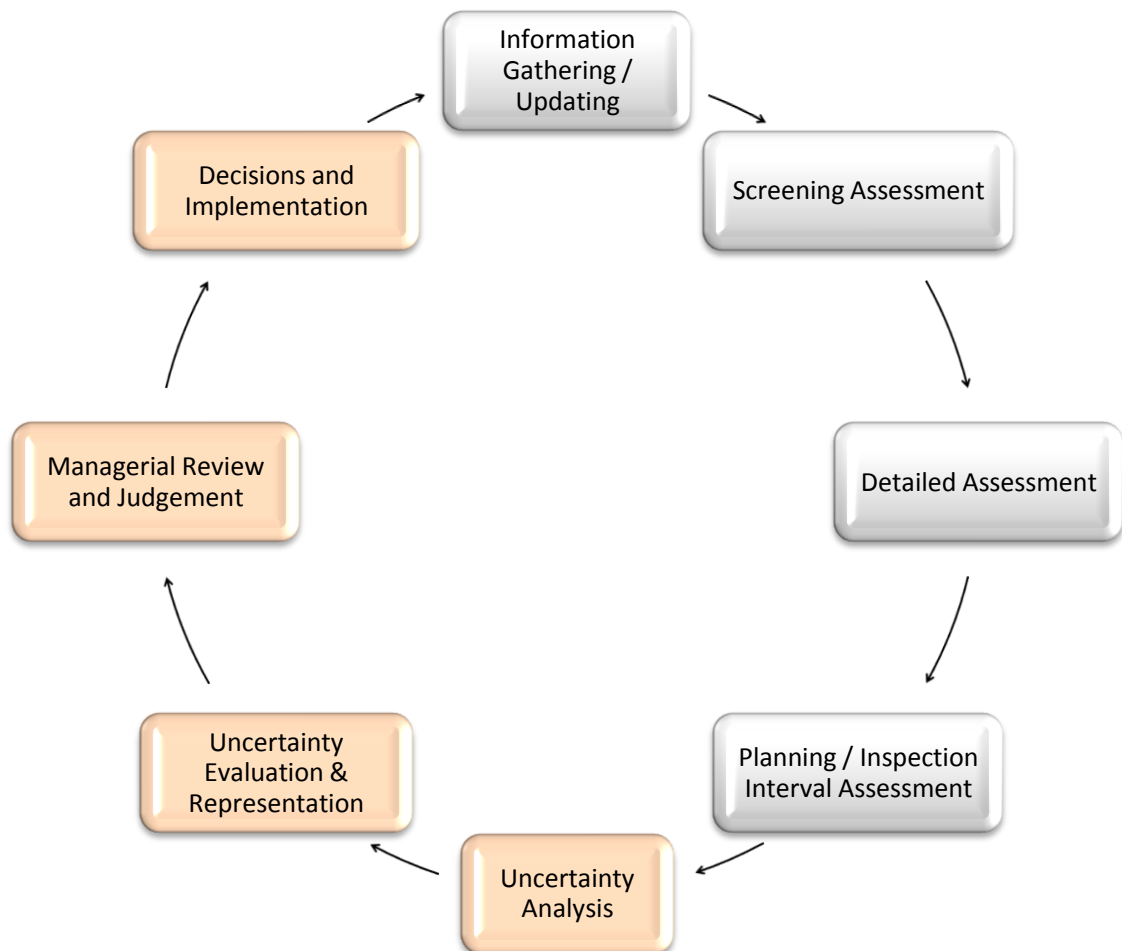 Information
Gathering /
Updating
Screening Assessment
Detailed Assessment
Planning / Inspection
Interval Assessment
Uncertainty
Analysis
Uncertainty
Evaluation &
Representation
Managerial Review
and Judgement
Decisions and
Implementation